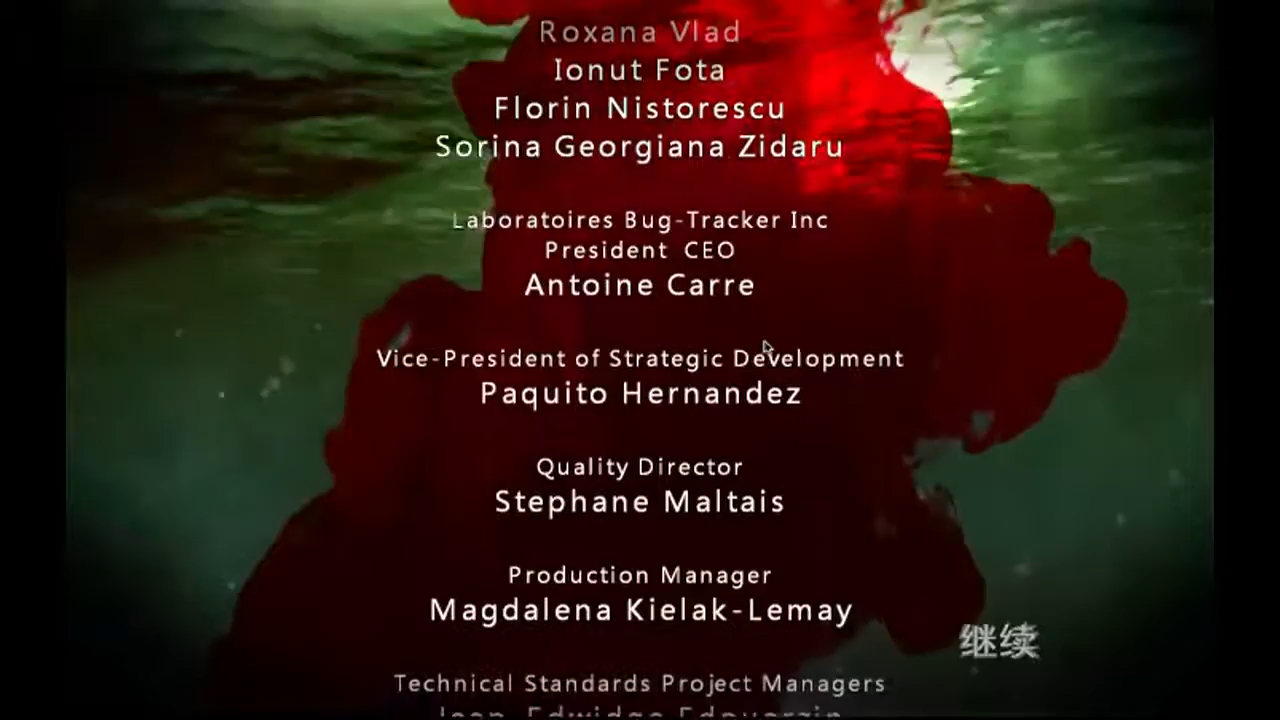 Roxana Vlad
Ionut Fota
Florin Nistorescu
Sorina Georgiana Zidaru
Laboratoires Bug-Tracker Inc
President CEO
Antoine Carre
Vice-President of Strategic Development
Paquito Hernandez
Quality Director
Stephane Maltais
Production Manager
Magdalena Kielak-Lemay
继续
Technical Standards Project Managers